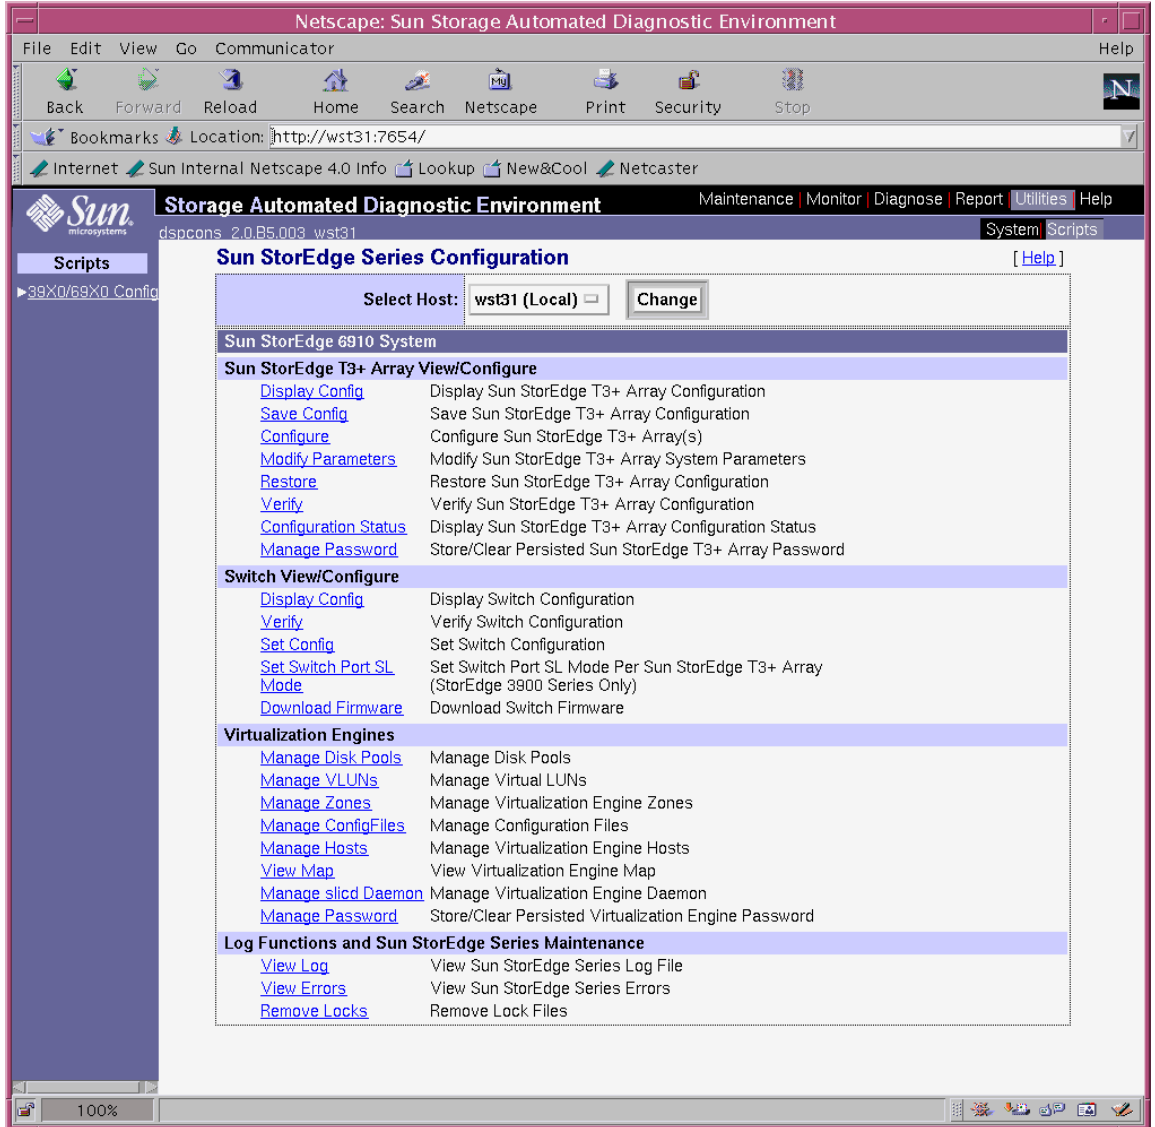 Netscape: Sun Storage Automated Diagnostic Environment
File Edit View Go Communicator Help
Back Forward Reload Home Search Netscape Print Security Stop
My
N
Bookmarks Location: http://wst31:7654/
Internet Sun Internal Netscape 4.0 Info Lookup New&Cool Netcaster
Sun microsystems
Storage Automated Diagnostic Environment
Maintenance | Monitor | Diagnose | Report | Utilities | Help
dspcons 2.0.B5.003 wst31
System | Scripts
Scripts
39X0/69X0 Config
Sun StorEdge Series Configuration
[ Help ]
Select Host: wst31 (Local) Change
Sun StorEdge 6910 System
Sun StorEdge T3+ Array View/Configure
Display Config Display Sun StorEdge T3+ Array Configuration
Save Config Save Sun StorEdge T3+ Array Configuration
Configure Configure Sun StorEdge T3+ Array(s)
Modify Parameters Modify Sun StorEdge T3+ Array System Parameters
Restore Restore Sun StorEdge T3+ Array Configuration
Verify Verify Sun StorEdge T3+ Array Configuration
Configuration Status Display Sun StorEdge T3+ Array Configuration Status
Manage Password Store/Clear Persisted Sun StorEdge T3+ Array Password
Switch View/Configure
Display Config Display Switch Configuration
Verify Verify Switch Configuration
Set Config Set Switch Configuration
Set Switch Port SL Set Switch Port SL Mode Per Sun StorEdge T3+ Array
Mode (StorEdge 3900 Series Only)
Download Firmware Download Switch Firmware
Virtualization Engines
Manage Disk Pools Manage Disk Pools
Manage VLUNs Manage Virtual LUNs
Manage Zones Manage Virtualization Engine Zones
Manage ConfigFiles Manage Configuration Files
Manage Hosts Manage Virtualization Engine Hosts
View Map View Virtualization Engine Map
Manage slicd Daemon Manage Virtualization Engine Daemon
Manage Password Store/Clear Persisted Virtualization Engine Password
Log Functions and Sun StorEdge Series Maintenance
View Log View Sun StorEdge Series Log File
View Errors View Sun StorEdge Series Errors
Remove Locks Remove Lock Files
100%